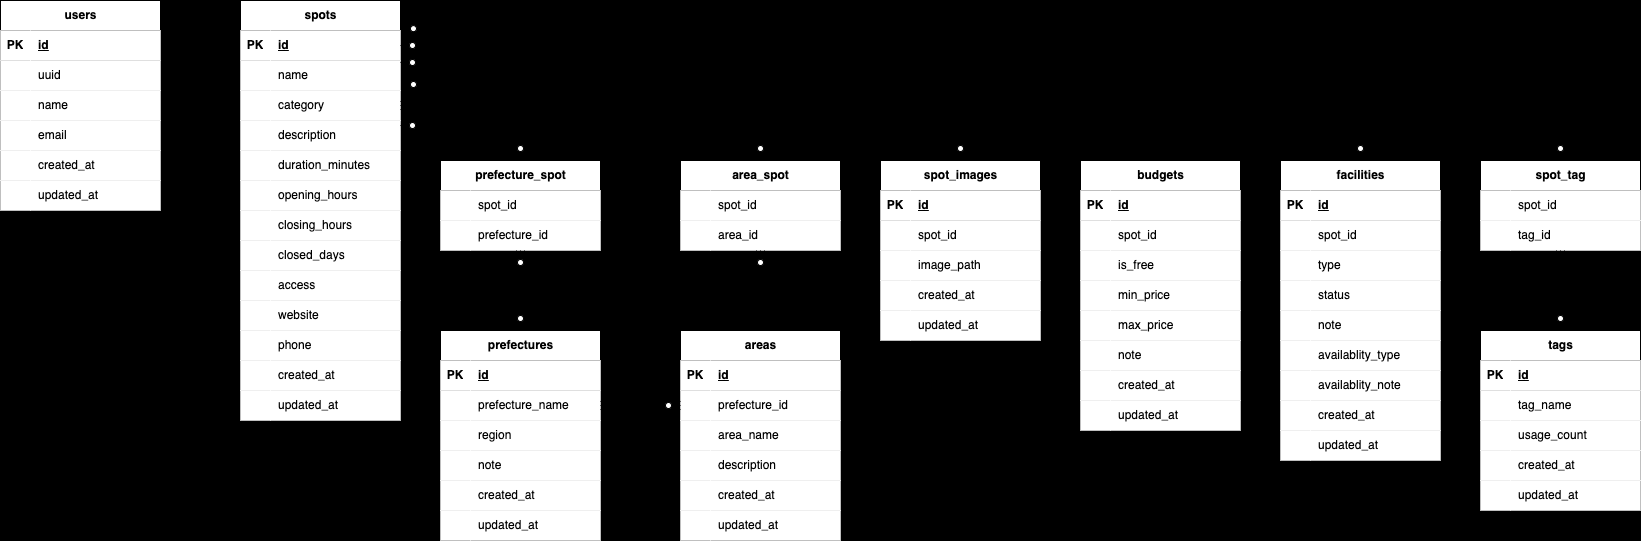 users
PK id
uuid
name
email
created_at
updated_at
spots
PK id
name
category
description
duration_minutes
opening_hours
closing_hours
closed_days
access
website
phone
created_at
updated_at
prefecture_spot
spot_id
prefecture_id
area_spot
spot_id
area_id
spot_images
PK id
spot_id
image_path
created_at
updated_at
budgets
PK id
spot_id
is_free
min_price
max_price
note
created_at
updated_at
facilities
PK id
spot_id
type
status
note
availablity_type
availablity_note
created_at
updated_at
spot_tag
spot_id
tag_id
prefectures
PK id
prefecture_name
region
note
created_at
updated_at
areas
PK id
prefecture_id
area_name
description
created_at
updated_at
tags
PK id
tag_name
usage_count
created_at
updated_at